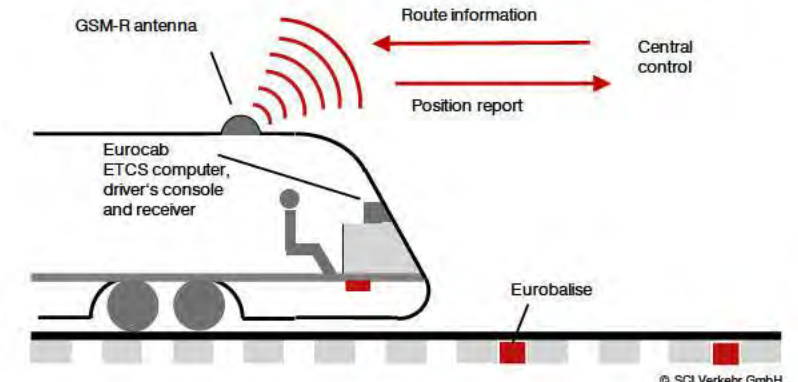 Route information
GSM-R antenna
Central
control
Position report
Eurocab
ETCS computer,
driver's console
and receiver
Eurobalise
© SCI Verkehr GmbH